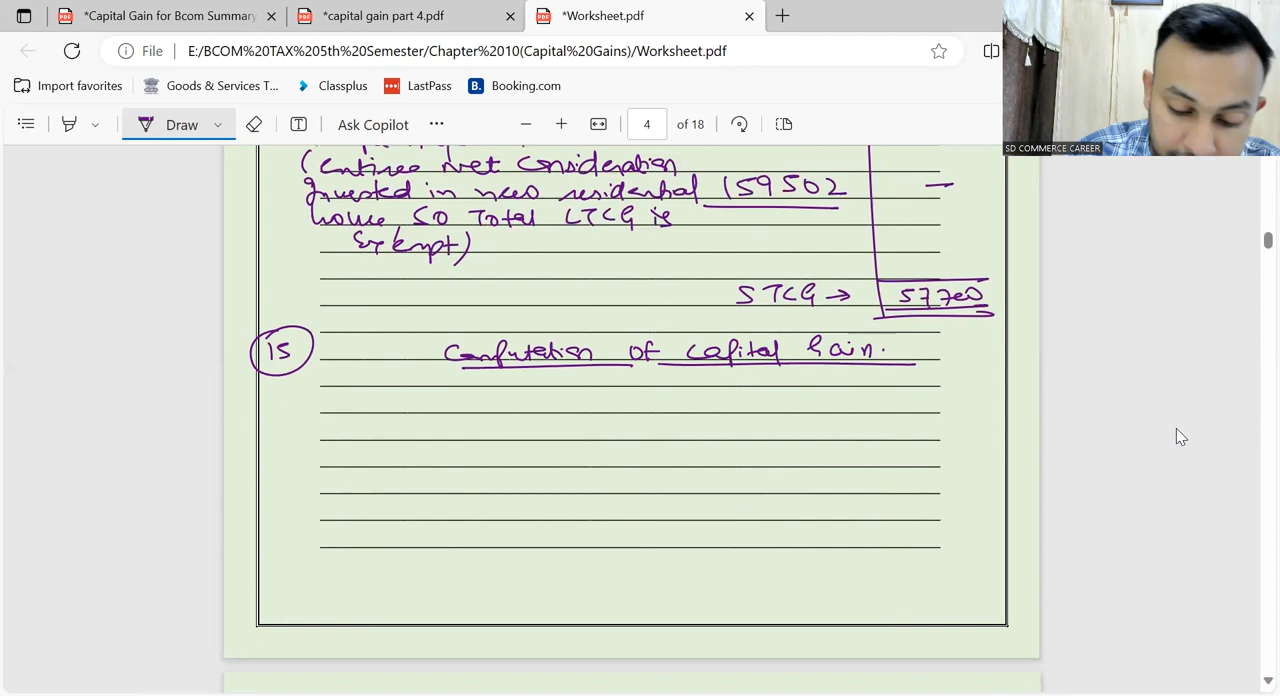 *Capital Gain for Bcom Summary
*capital gain part 4.pdf
*Worksheet.pdf
File E:/BCOM%20TAX%205th%20Semester/Chapter%2010(Capital%20Gains)/Worksheet.pdf
Import favorites Goods & Services T... Classplus LastPass B. Booking.com
Draw Ask Copilot 4 of 18
SD COMMERCE CAREER
(Entire net consideration
Invested in new residential 159502 —
house, so Total LTCG is
Exempt)
STCG → 57700
15 Computation of Capital Gain.